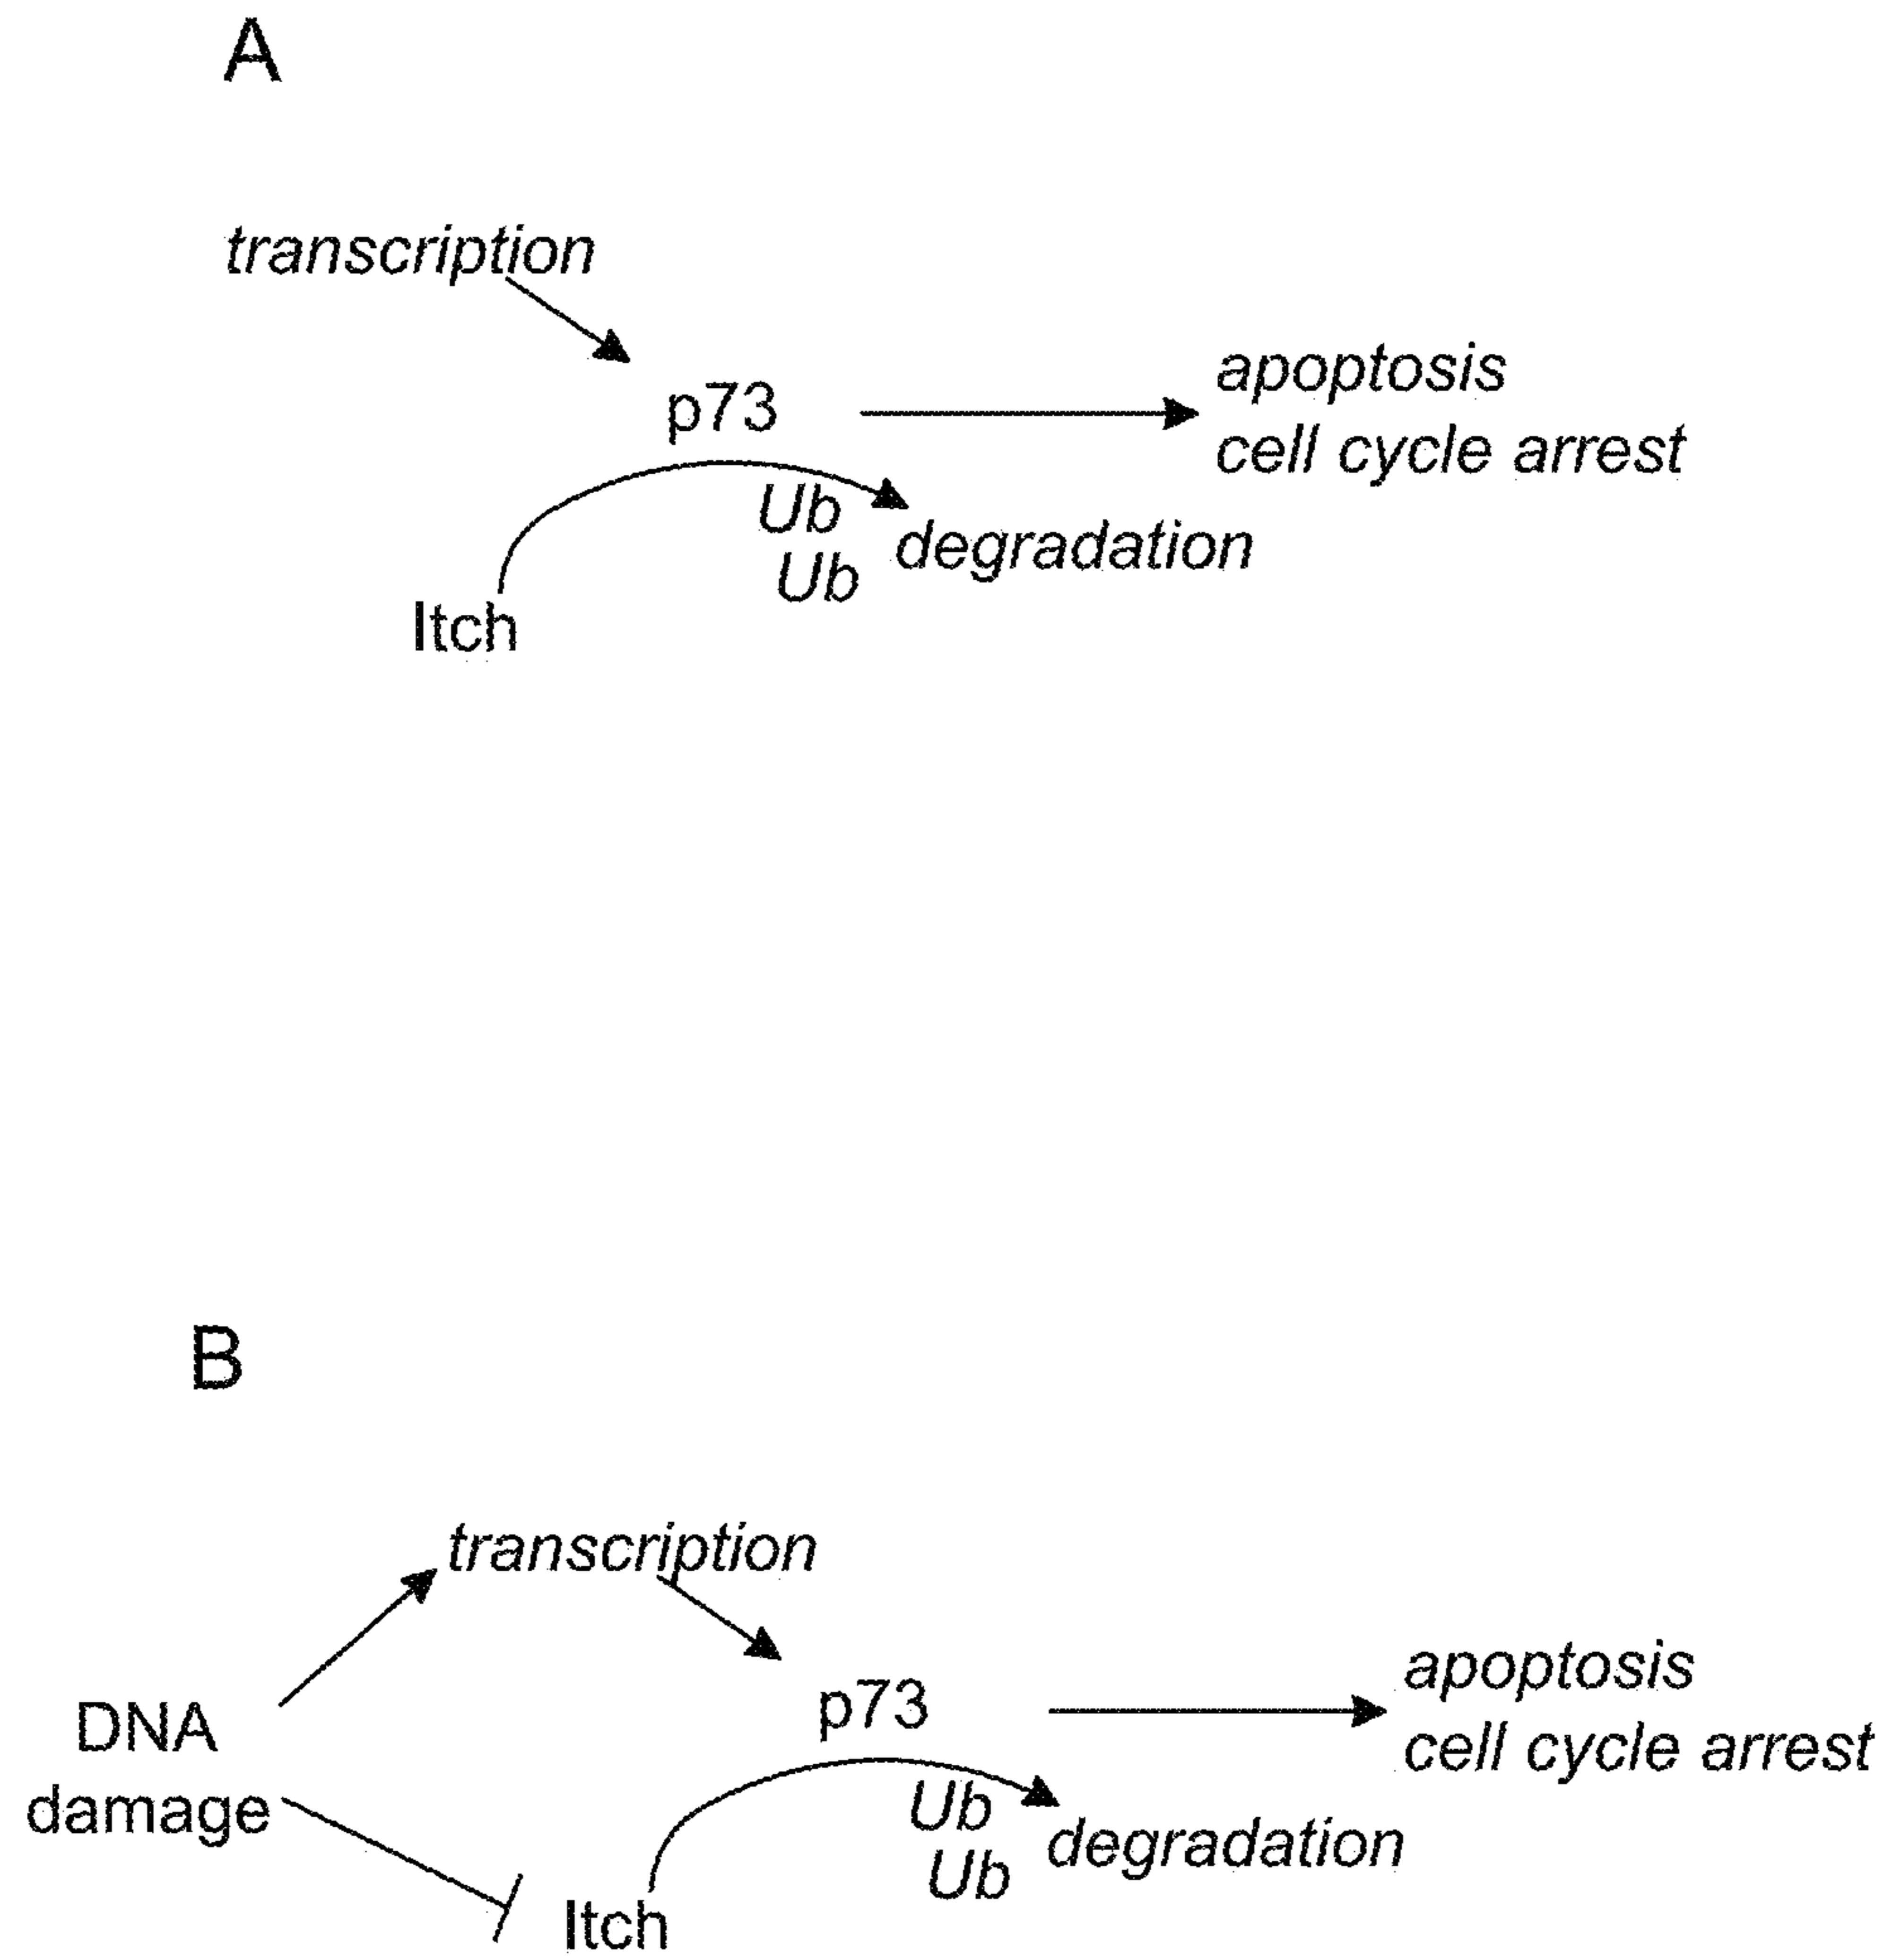 A
transcription
p73
apoptosis
cell cycle arrest
Ub
Ub
degradation
Itch
B
transcription
DNA
damage
p73
apoptosis
cell cycle arrest
Ub
Ub
degradation
Itch